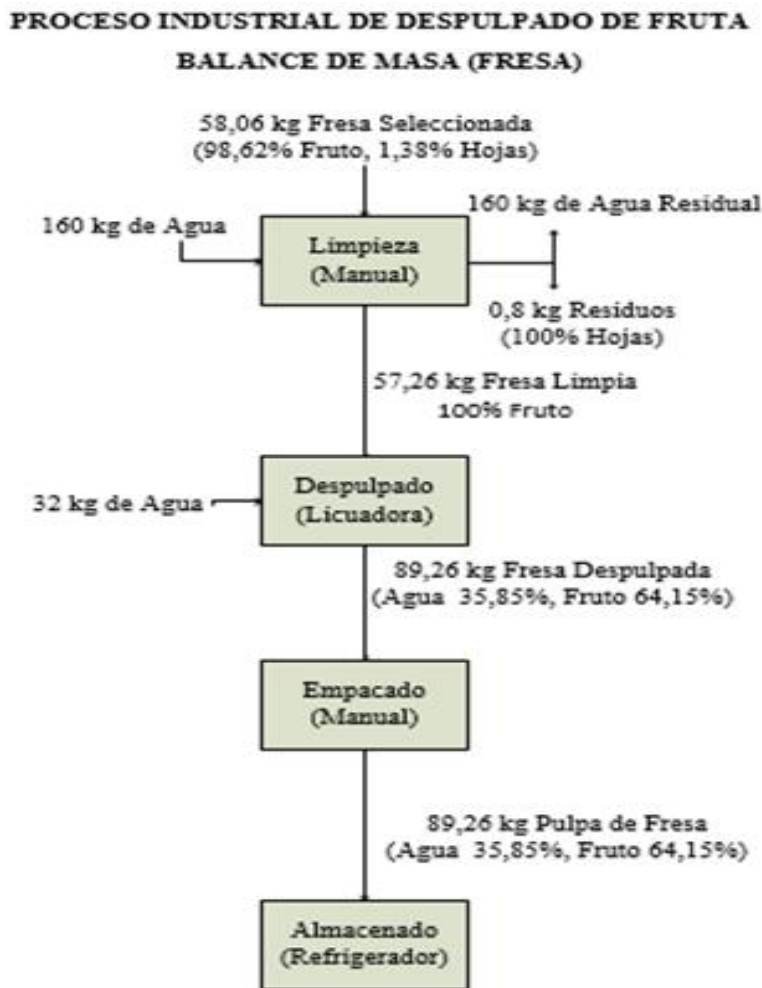 PROCESO INDUSTRIAL DE DESPULPADO DE FRUTA
BALANCE DE MASA (FRESA)
58,06 kg Fresa Seleccionada
(98,62% Fruto, 1,38% Hojas)
160 kg de Agua
160 kg de Agua Residual
Limpieza
(Manual)
0,8 kg Resíduos
(100% Hojas)
57,26 kg Fresa Limpia
100% Fruto
32 kg de Agua
Despulpado
(Licuadora)
89,26 kg Fresa Despulpada
(Agua 35,85%, Fruto 64,15%)
Empacado
(Manual)
89,26 kg Pulpa de Fresa
(Agua 35,85%, Fruto 64,15%)
Almacenado
(Refrigerador)